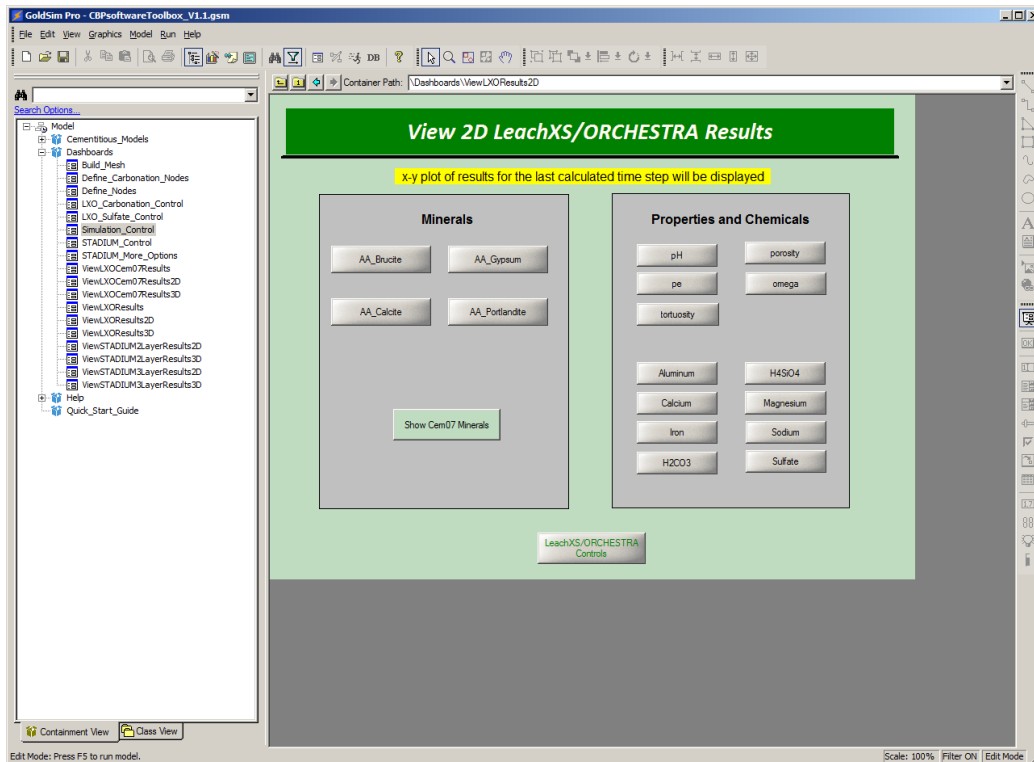 GoldSim Pro - CBPsoftwareToolbox_V1.1.gsm
File Edit View Graphics Model Run Help
DB
Container Path: \Dashboards\ViewLXOResults2D
Search Options...
Model
Cementitious_Models
Dashboards
Build_Mesh
Define_Carbonation_Nodes
Define_Nodes
LXO_Carbonation_Control
LXO_Sulfate_Control
Simulation_Control
STADIUM_Control
STADIUM_More_Options
ViewLXOCem07Results
ViewLXOCem07Results2D
ViewLXOCem07Results3D
ViewLXOResults
ViewLXOResults2D
ViewLXOResults3D
ViewSTADIUM2LayerResults2D
ViewSTADIUM2LayerResults3D
ViewSTADIUM3LayerResults2D
ViewSTADIUM3LayerResults3D
Help
Quick_Start_Guide
View 2D LeachXS/ORCHESTRA Results
x-y plot of results for the last calculated time step will be displayed
Minerals
AA_Brucite AA_Gypsum
AA_Calcite AA_Portlandite
Show Cem07 Minerals
Properties and Chemicals
pH porosity
pe omega
tortuosity
Aluminum H4SiO4
Calcium Magnesium
Iron Sodium
H2CO3 Sulfate
LeachXS/ORCHESTRA
Controls
Containment View Class View
Edit Mode: Press F5 to run model.
Scale: 100% Filter ON Edit Mode